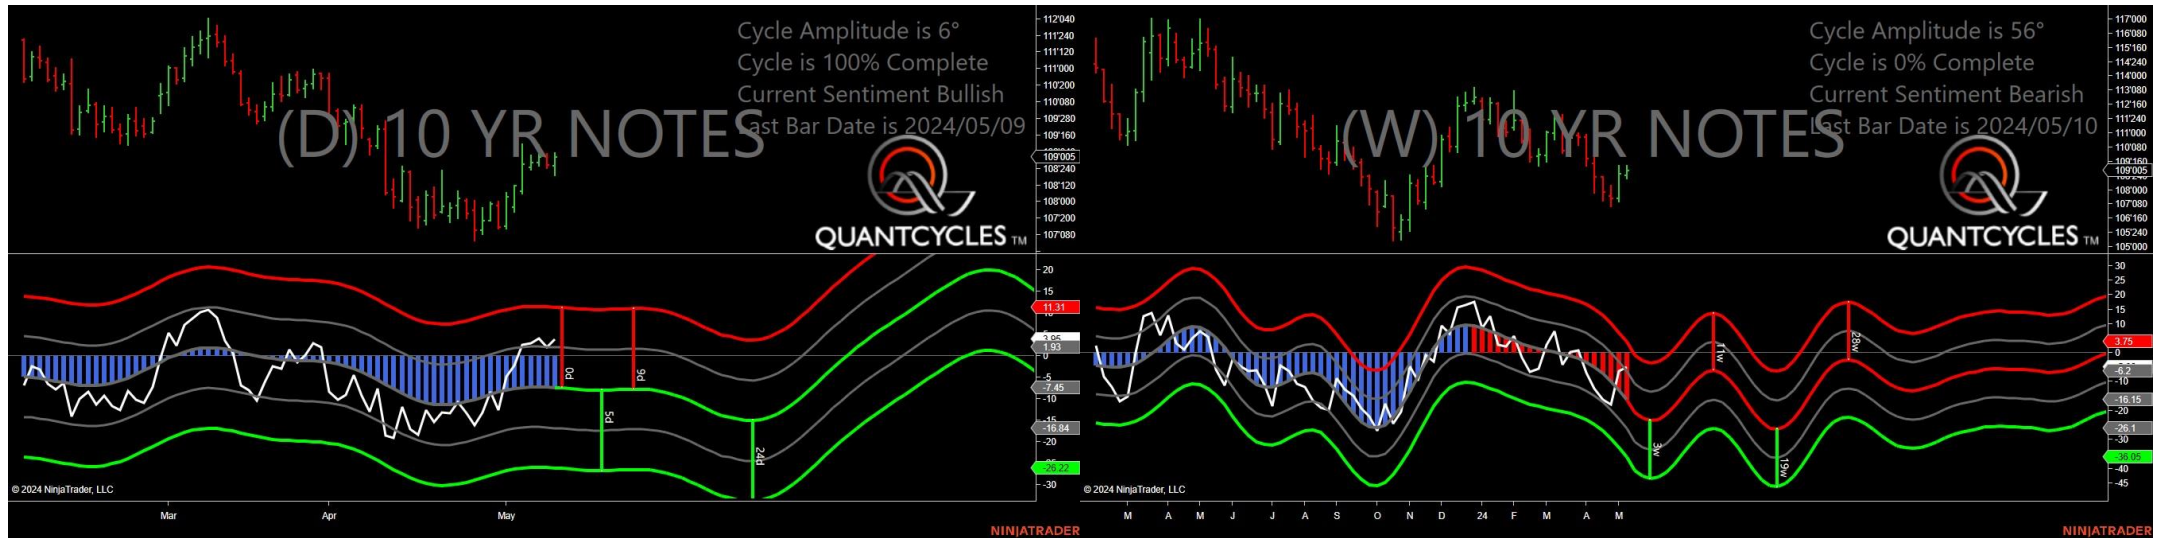 Cycle Amplitude is 6°
Cycle is 100% Complete
Current Sentiment Bullish
Last Bar Date is 2024/05/09
(D) 10 YR NOTES
QUANTCYCLES TM
112'040
111'240
111'120
111'000
110'200
110'080
109'280
109'160
109'005
108'240
108'120
108'000
107'200
107'080
20
15
11.31
3.95
1.93
0
-5
-7.45
-10
-16.84
-20
-26.22
-30
0d
9d
5d
24d
© 2024 NinjaTrader, LLC
Mar
Apr
May
NINJATRADER
Cycle Amplitude is 56°
Cycle is 0% Complete
Current Sentiment Bearish
Last Bar Date is 2024/05/10
(W) 10 YR NOTES
QUANTCYCLES TM
117'000
116'080
115'160
114'240
114'000
113'080
112'160
111'240
111'000
110'080
109'160
109'005
108'000
107'080
106'160
105'240
105'000
30
25
20
15
10
3.75
0
-6.2
-10
-16.15
-20
-26.1
-30
-36.05
-40
-45
11w
28w
3w
19w
© 2024 NinjaTrader, LLC
M A M J J A S O N D 24 F M A M
NINJATRADER